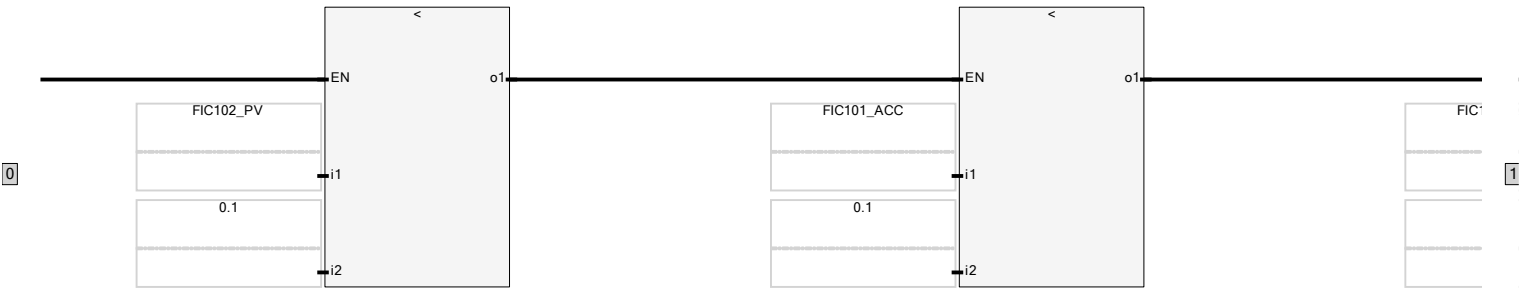 < <
EN o1 EN o1
FIC102_PV FIC101_ACC
0 i1 i1 1
0.1 0.1
i2 i2